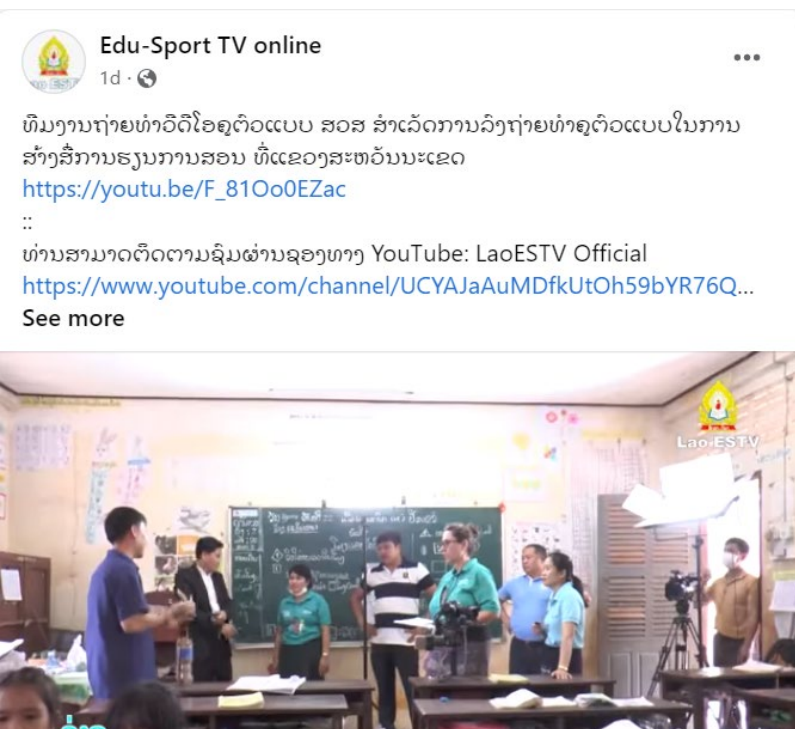 Edu-Sport TV online
1d ·
ທີມງານຖ່າຍທຳວີດີໂອຄູຕົວແບບ ສວສ ສຳເລັດການລົງຖ່າຍທຳຄູຕົວແບບໃນການ
ສ້າງສື່ການຮຽນການສອນ ທີ່ແຂວງສະຫວັນນະເຂດ
https://youtu.be/F_81Oo0EZac
::
ທ່ານສາມາດຕິດຕາມຊົມຜ່ານຊອງທາງ YouTube: LaoESTV Official
https://www.youtube.com/channel/UCYAJaAuMDfkUtOh59bYR76Q...
See more
Lao-ESTV